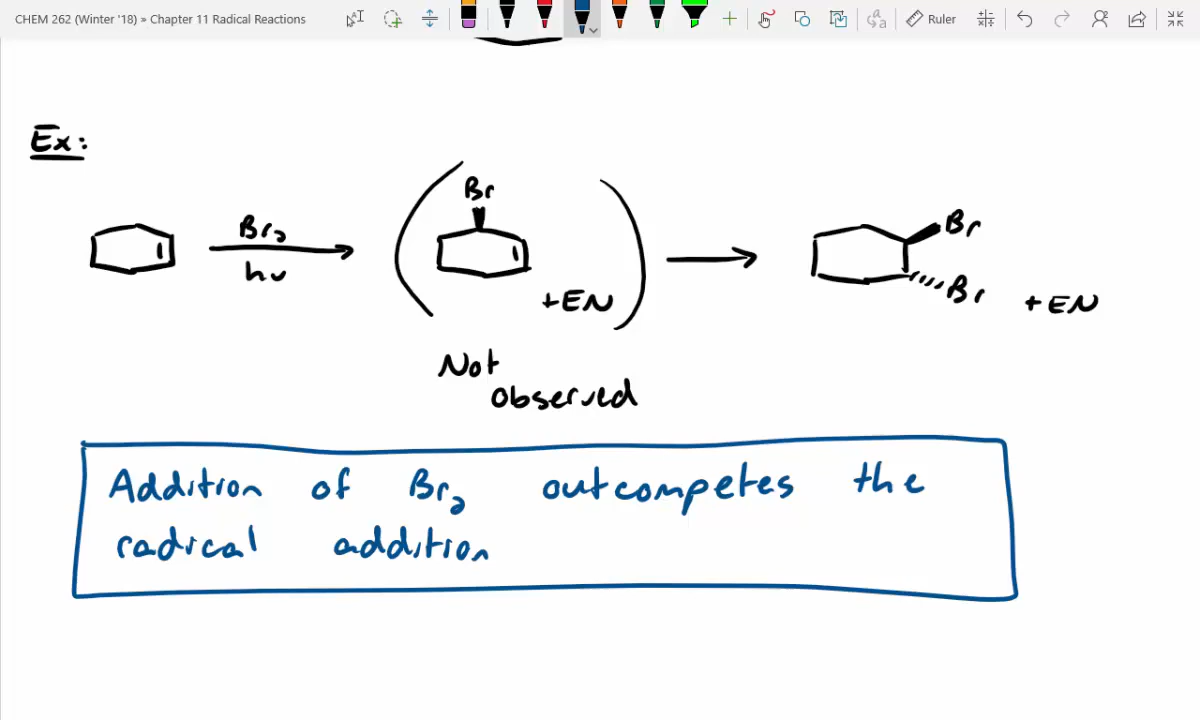 CHEM 262 (Winter '18) » Chapter 11 Radical Reactions
Ruler
Ex:
Br₂
hν
Br
+EN
Br
Br
+ EN
Not
observed
Addition of Br₂ outcompetes the
radical addition